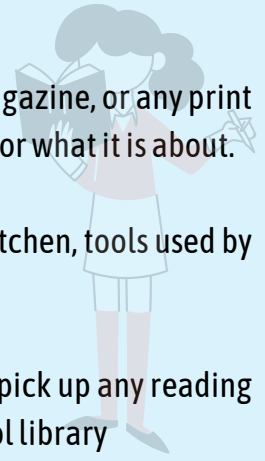 gazine, or any print
or what it is about.
tchen, tools used by
pick up any reading
ol library